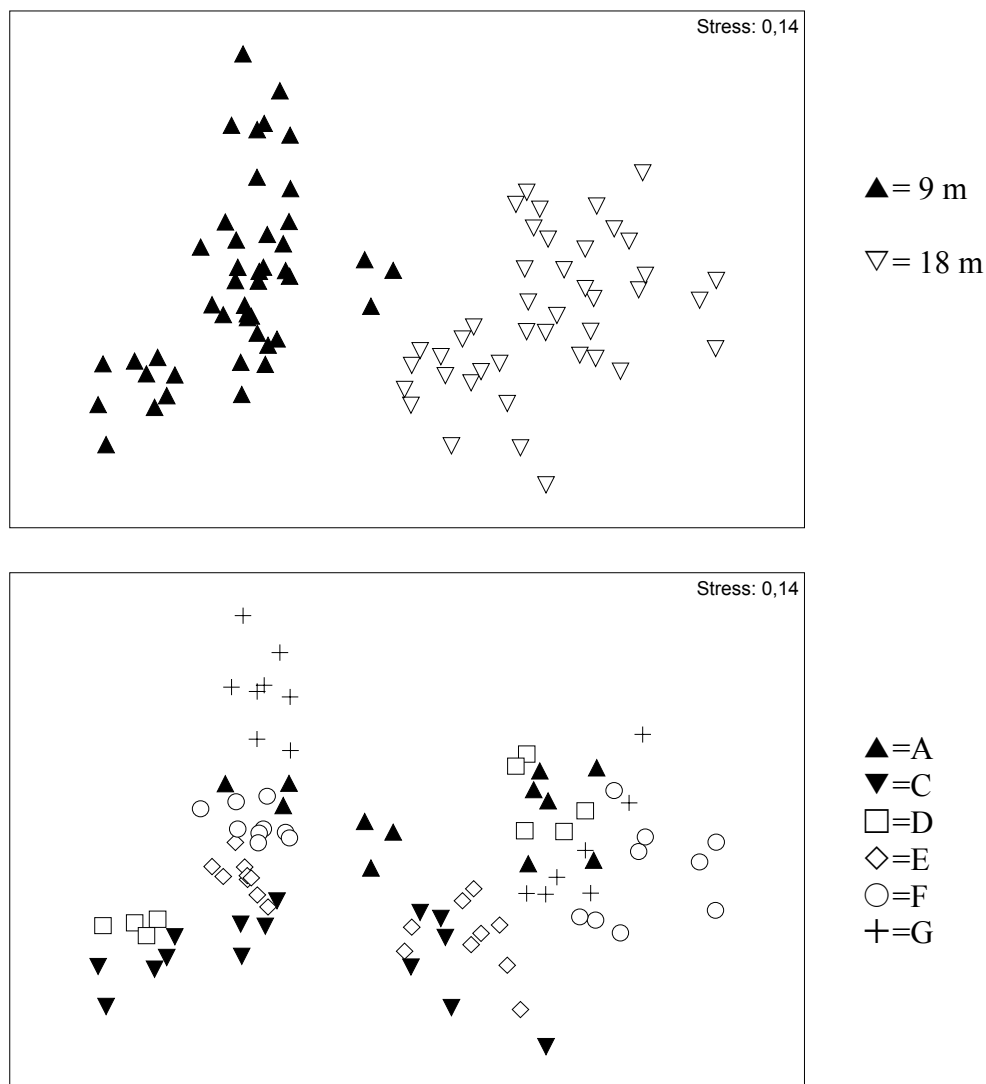 Stress: 0,14
▲= 9 m
▽= 18 m
Stress: 0,14
▲=A
▼=C
□=D
◇=E
○=F
+=G